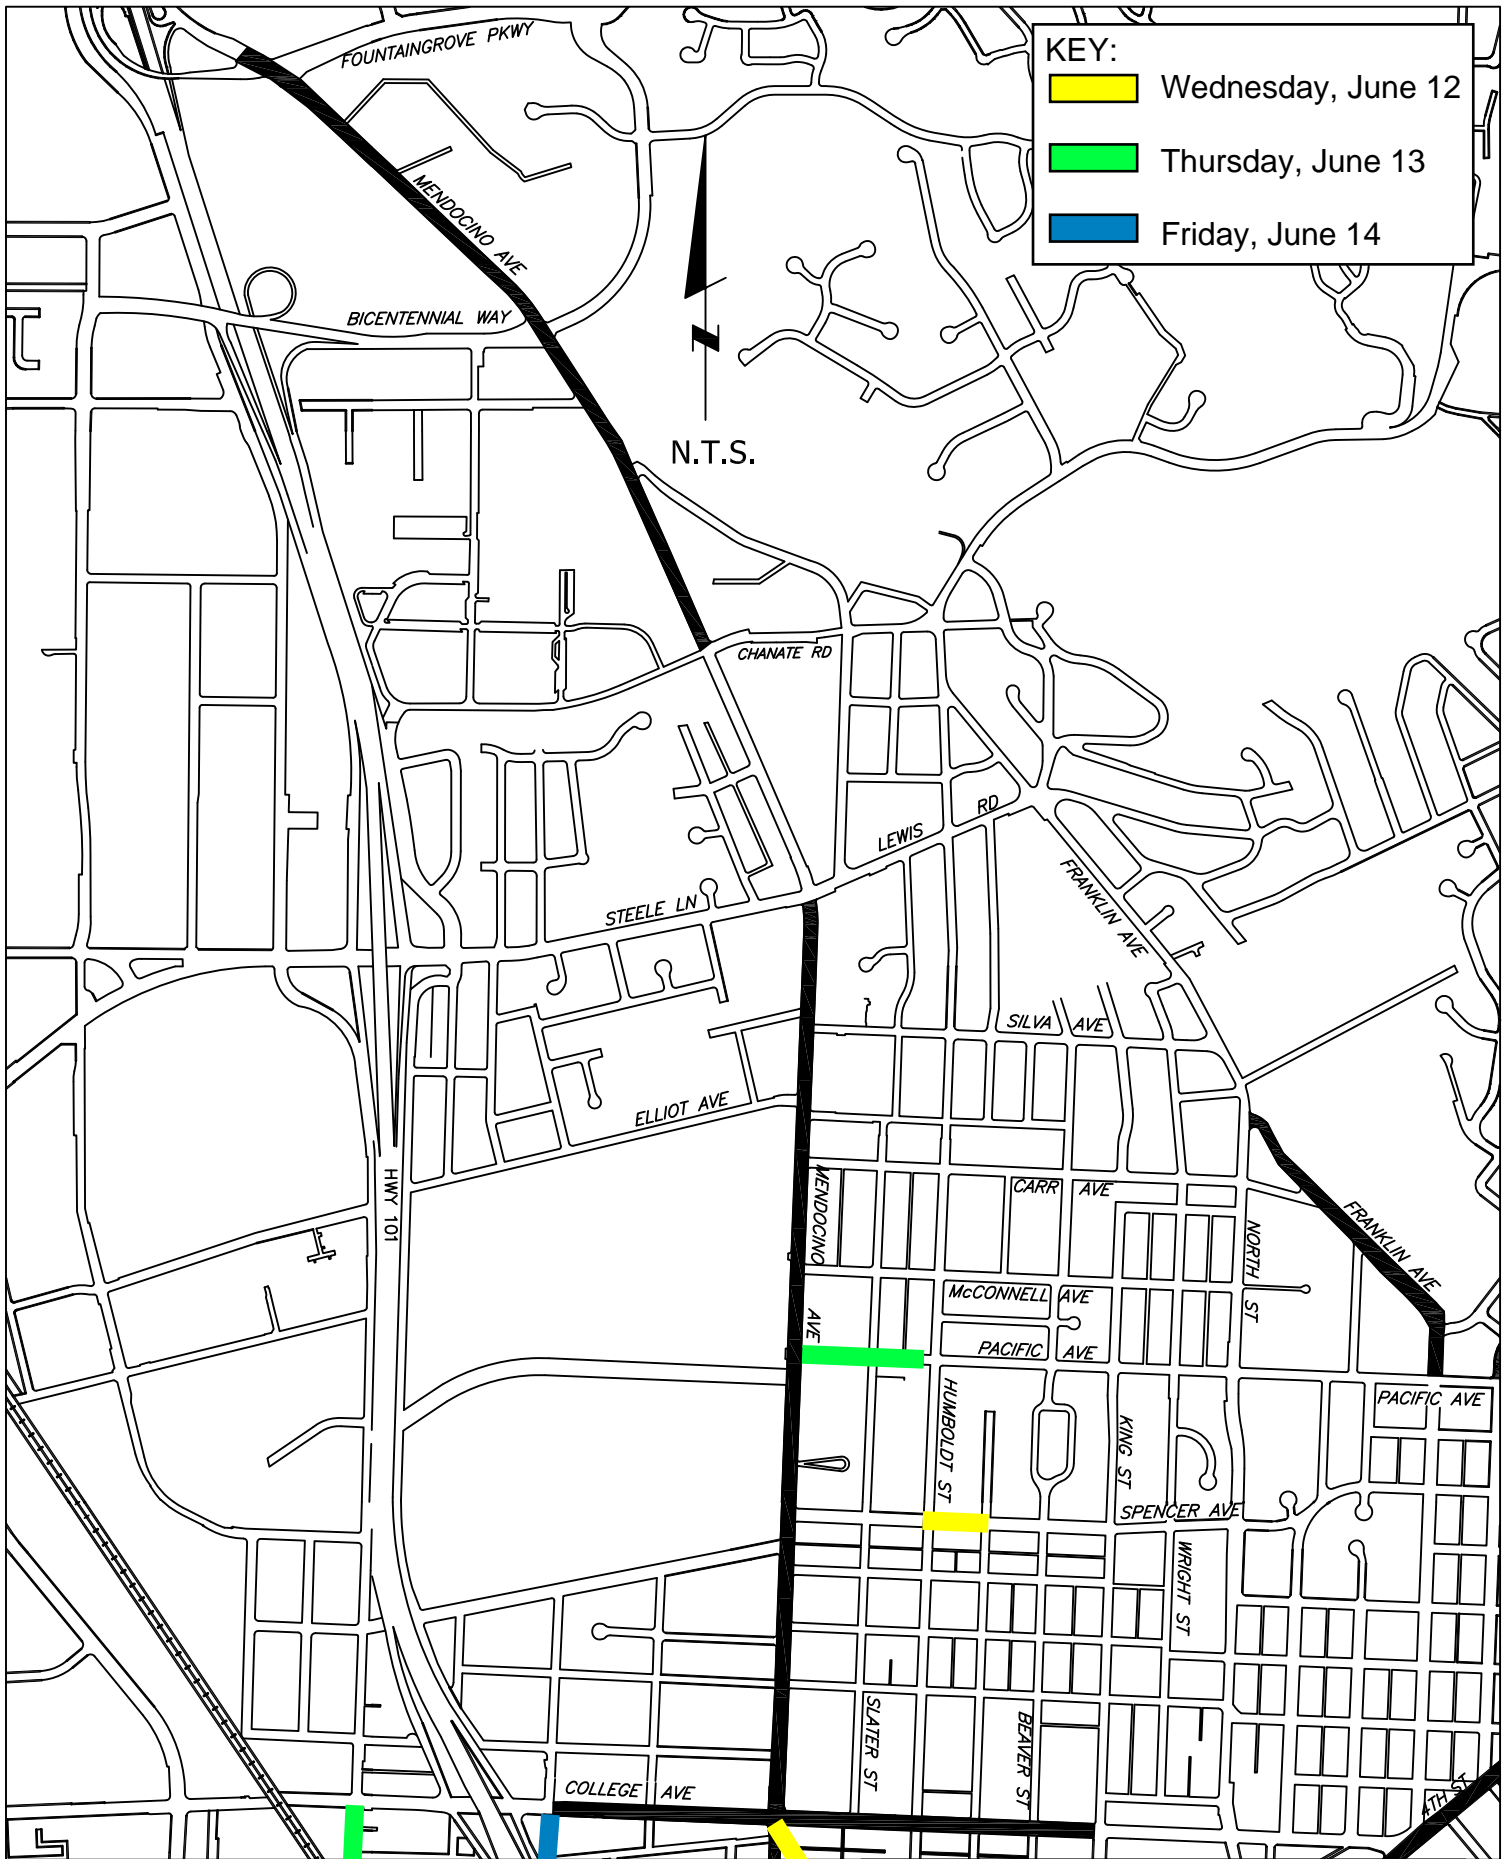 FOUNTAINGROVE PKWY
KEY:
Wednesday, June 12
Thursday, June 13
Friday, June 14
MENDOCINO AVE
BICENTENNIAL WAY
N
N.T.S.
CHANATE RD
LEWIS RD
STEELE LN
FRANKLIN AVE
SILVA AVE
ELLIOT AVE
HWY 101
MENDOCINO AVE
CARR AVE
NORTH ST
FRANKLIN AVE
McCONNELL AVE
PACIFIC AVE
PACIFIC AVE
HUMBOLDT ST
KING ST
SPENCER AVE
WRIGHT ST
SLATER ST
BEAVER ST
COLLEGE AVE
4TH ST